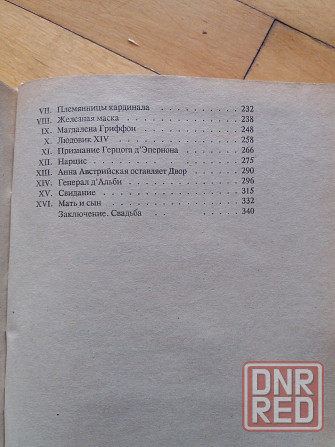 VII. Племянницы кардинала . . . . . . . . . . 232
VIII. Железная маска . . . . . . . . . . 238
IX. Магдалена Гриффон . . . . . . . . . . 248
X. Людовик XIV . . . . . . . . . . 258
XI. Признание Герцога д'Эпернона . . . . . . . . . . 266
XII. Нарцис . . . . . . . . . . 275
XIII. Анна Австрийская оставляет Двор . . . . . . . . . . 290
XIV. Генерал д'Альби . . . . . . . . . . 296
XV. Свидание . . . . . . . . . . 315
XVI. Мать и сын . . . . . . . . . . 332
Заключение. Свадьба . . . . . . . . . . 340
DNR
RED